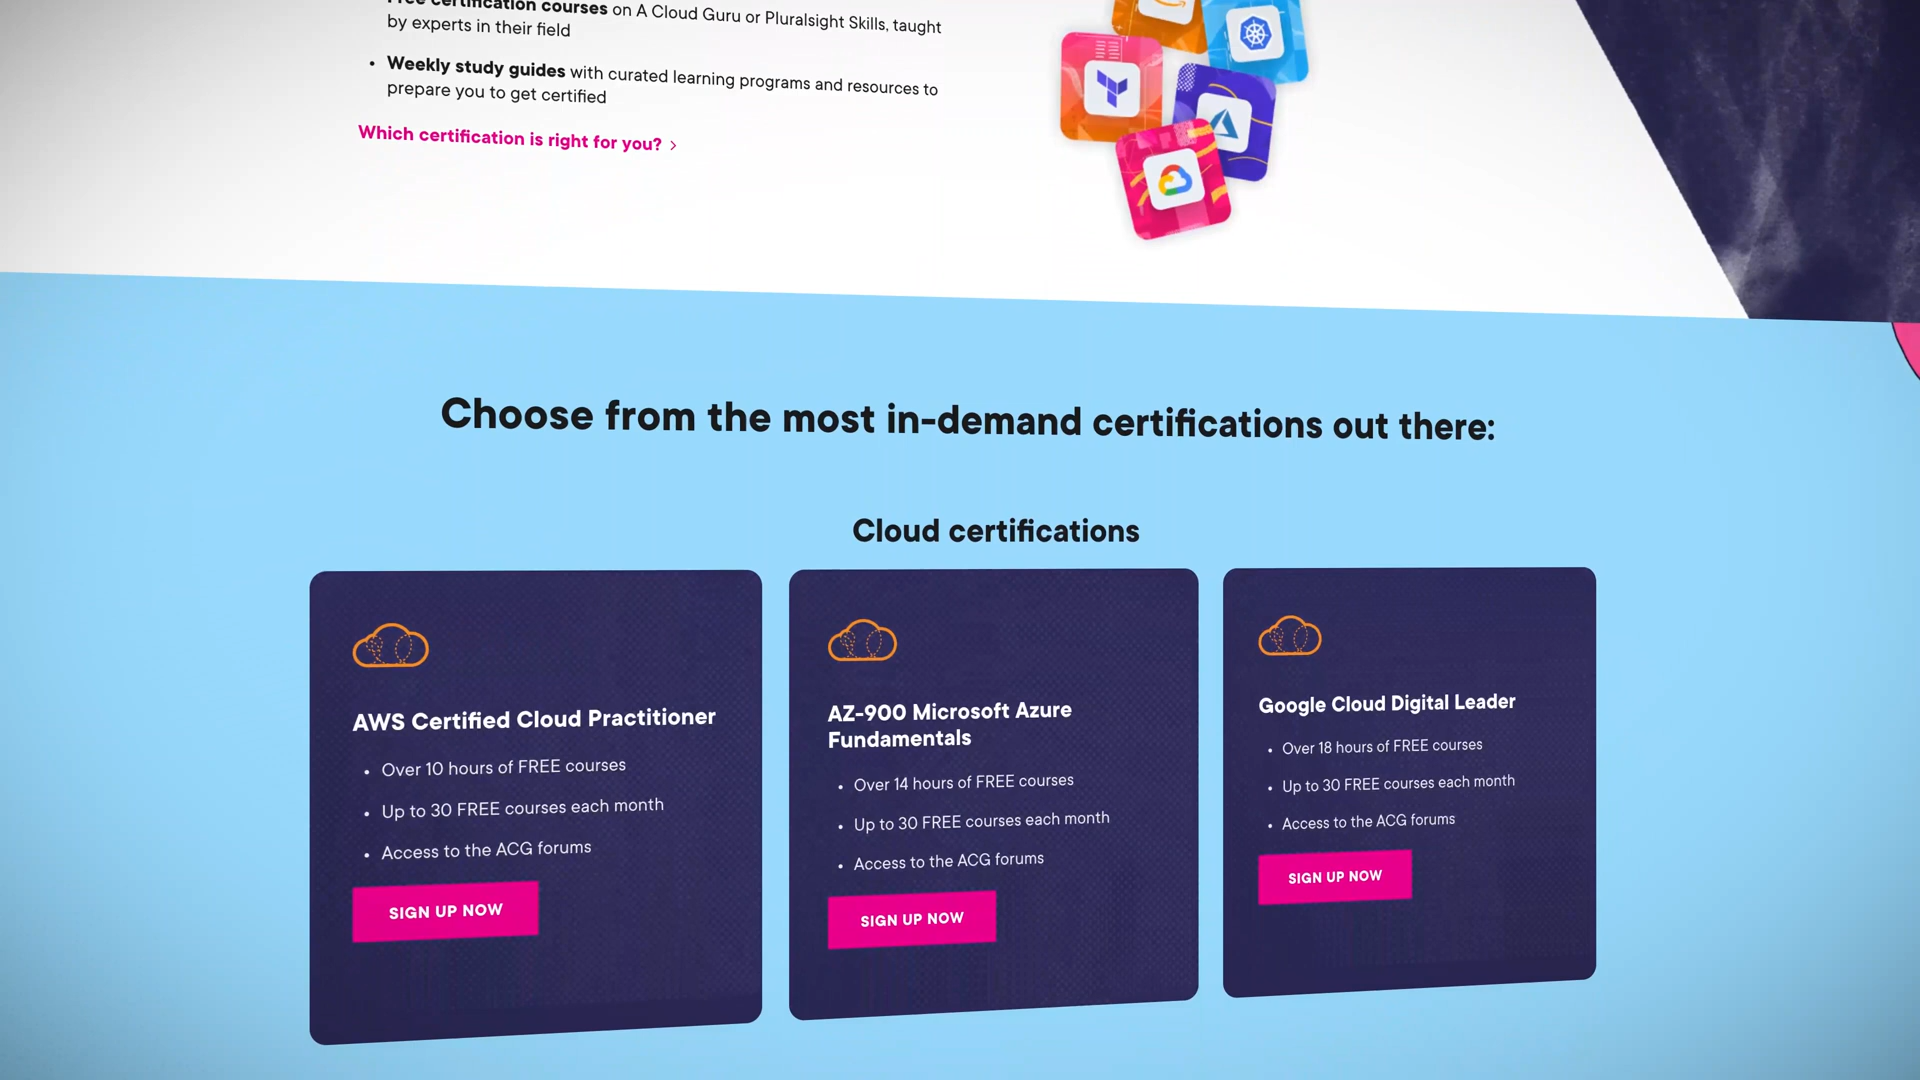 Free certification courses on A Cloud Guru or Pluralsight Skills, taught
by experts in their field
• Weekly study guides with curated learning programs and resources to
prepare you to get certified
Which certification is right for you? >
Choose from the most in-demand certifications out there:
Cloud certifications
AWS Certified Cloud Practitioner
• Over 10 hours of FREE courses
• Up to 30 FREE courses each month
• Access to the ACG forums
SIGN UP NOW
AZ-900 Microsoft Azure
Fundamentals
• Over 14 hours of FREE courses
• Up to 30 FREE courses each month
• Access to the ACG forums
SIGN UP NOW
Google Cloud Digital Leader
• Over 18 hours of FREE courses
• Up to 30 FREE courses each month
• Access to the ACG forums
SIGN UP NOW